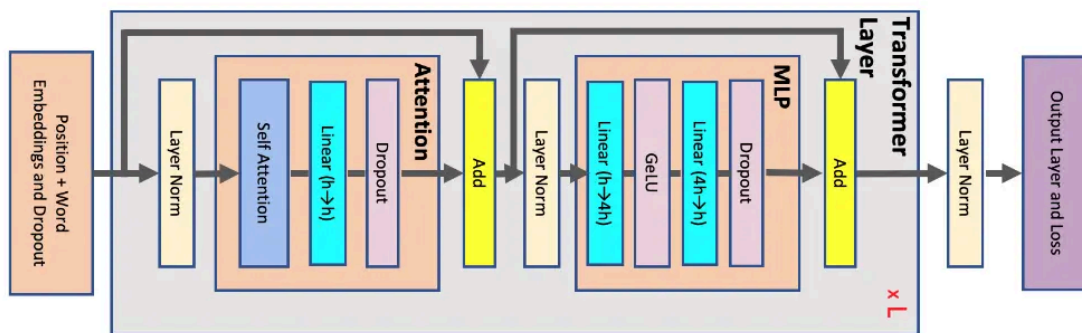 Position + Word
Embeddings and Dropout
Layer Norm
Self Attention
Linear (h→h)
Dropout
Attention
Add
Layer Norm
Linear (h→4h)
GeLU
Linear (4h→h)
Dropout
MLP
Add
Transformer
Layer
x L
Layer Norm
Output Layer and Loss